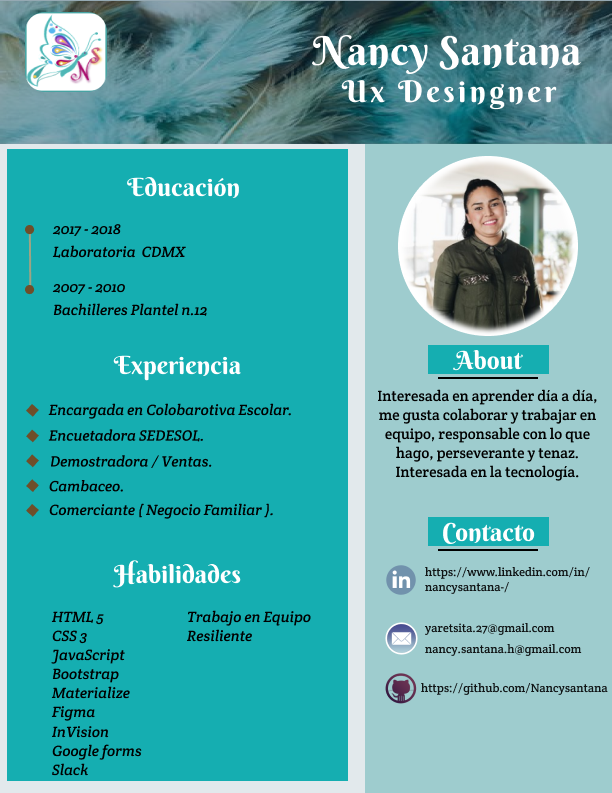 NS
Nancy Santana
Ux Desingner
Educación
2017 - 2018
Laboratoria CDMX
2007 - 2010
Bachilleres Plantel n.12
Experiencia
Encargada en Colobarotiva Escolar.
Encuetadora SEDESOL.
Demostradora / Ventas.
Cambaceo.
Comerciante ( Negocio Familiar ).
Habilidades
HTML 5
CSS 3
JavaScript
Bootstrap
Materialize
Figma
InVision
Google forms
Slack
Trabajo en Equipo
Resiliente
About
Interesada en aprender día a día,
me gusta colaborar y trabajar en
equipo, responsable con lo que
hago, perseverante y tenaz.
Interesada en la tecnología.
Contacto
in
https://www.linkedin.com/in/
nancysantana-/
yaretsita.27@gmail.com
nancy.santana.h@gmail.com
https://github.com/Nancysantana